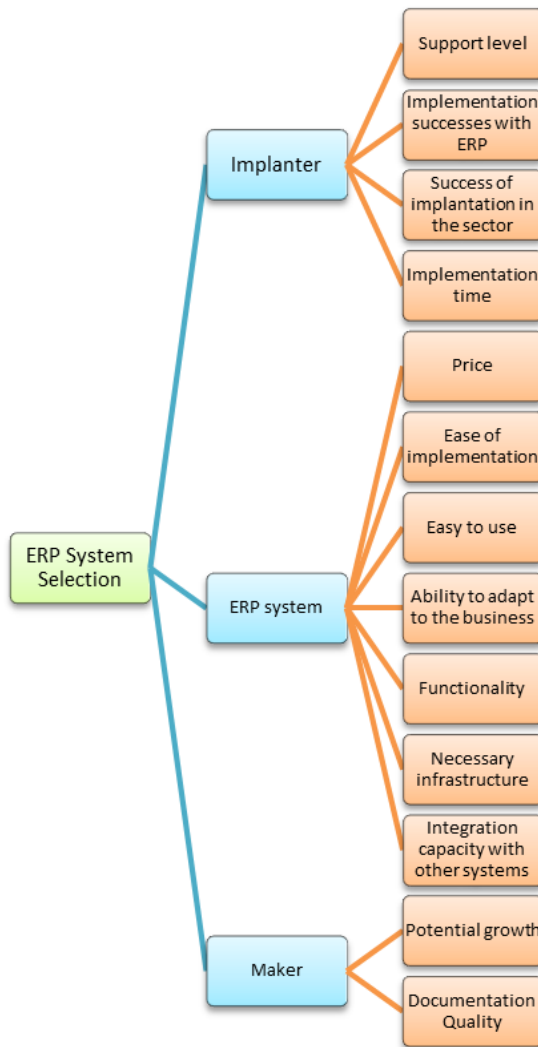 Support level
Implementation
successes with
ERP
Implanter
Success of
implantation in
the sector
Implementation
time
Price
Ease of
implementation
Easy to use
ERP System
Selection
ERP system
Ability to adapt
to the business
Functionality
Necessary
infrastructure
Integration
capacity with
other systems
Potential growth
Maker
Documentation
Quality